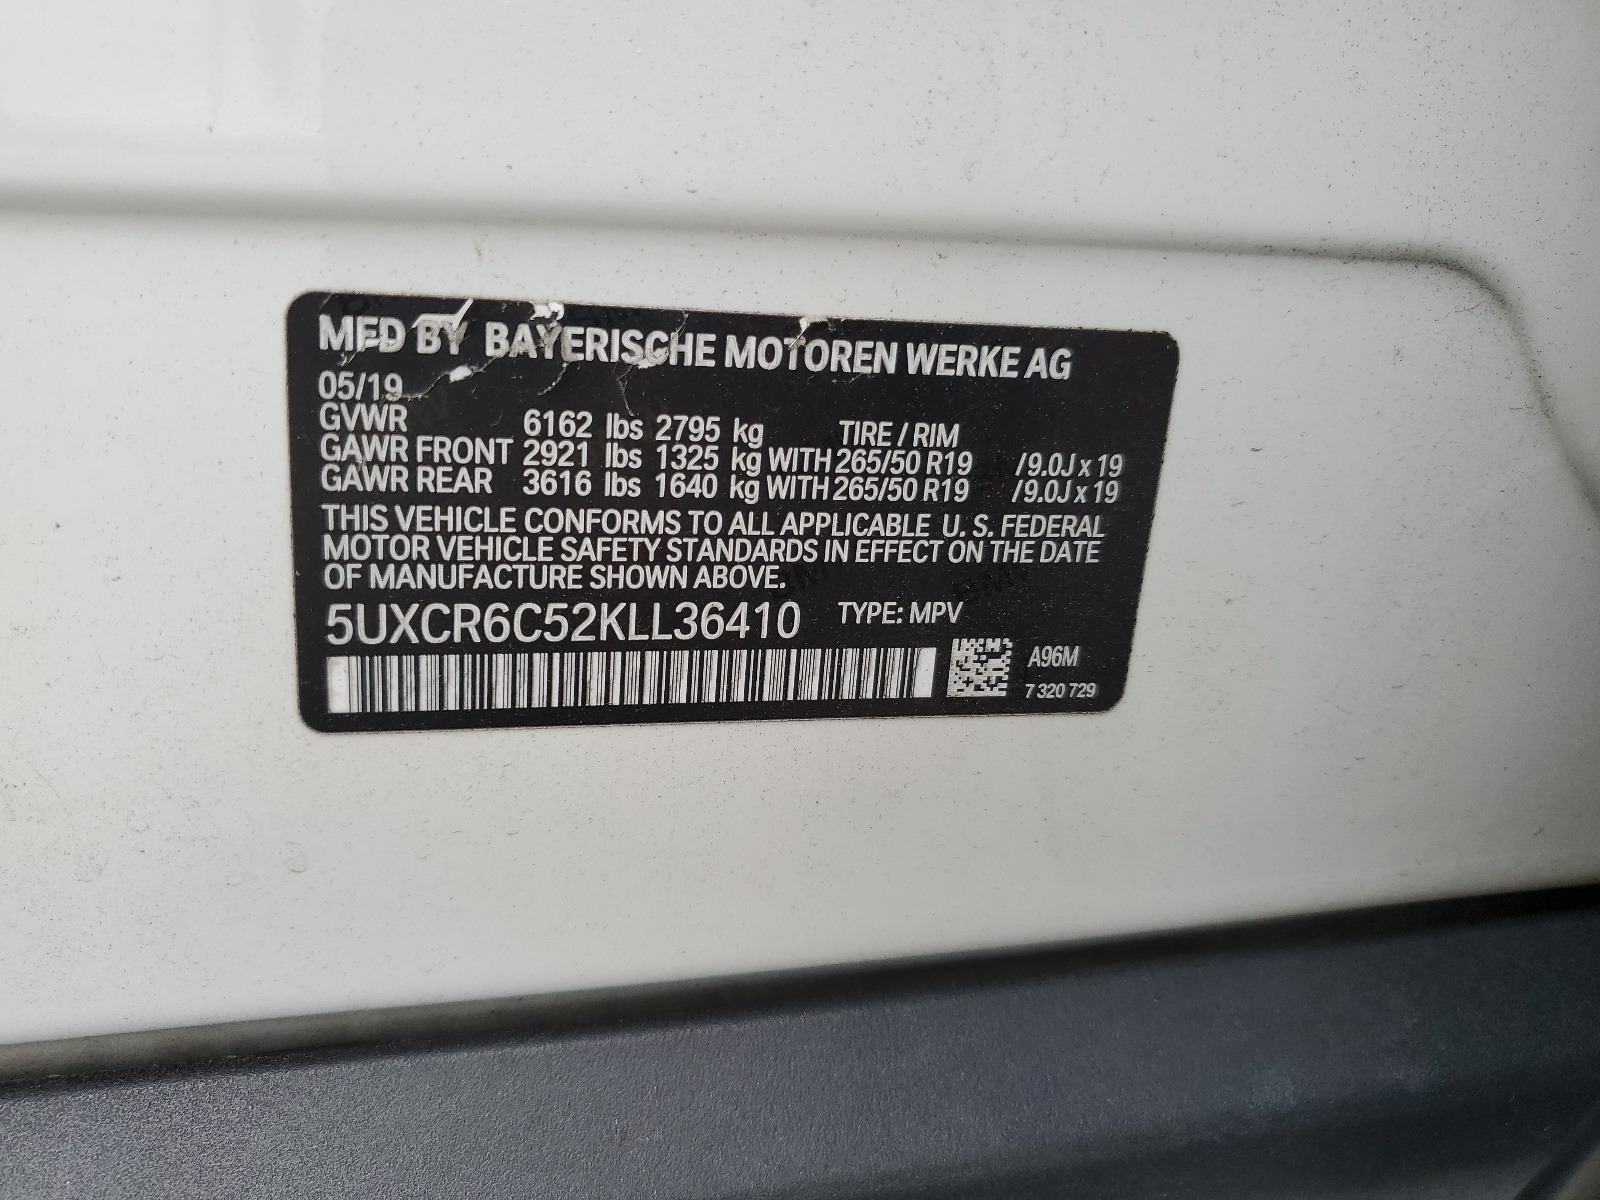 MFD BY BAYERISCHE MOTOREN WERKE AG
05/19
GVWR 6162 lbs 2795 kg TIRE / RIM
GAWR FRONT 2921 lbs 1325 kg WITH 265/50 R19 /9.0J x 19
GAWR REAR 3616 lbs 1640 kg WITH 265/50 R19 /9.0J x 19
THIS VEHICLE CONFORMS TO ALL APPLICABLE U. S. FEDERAL
MOTOR VEHICLE SAFETY STANDARDS IN EFFECT ON THE DATE
OF MANUFACTURE SHOWN ABOVE.
5UXCR6C52KLL36410 TYPE: MPV
A96M
7 320 729